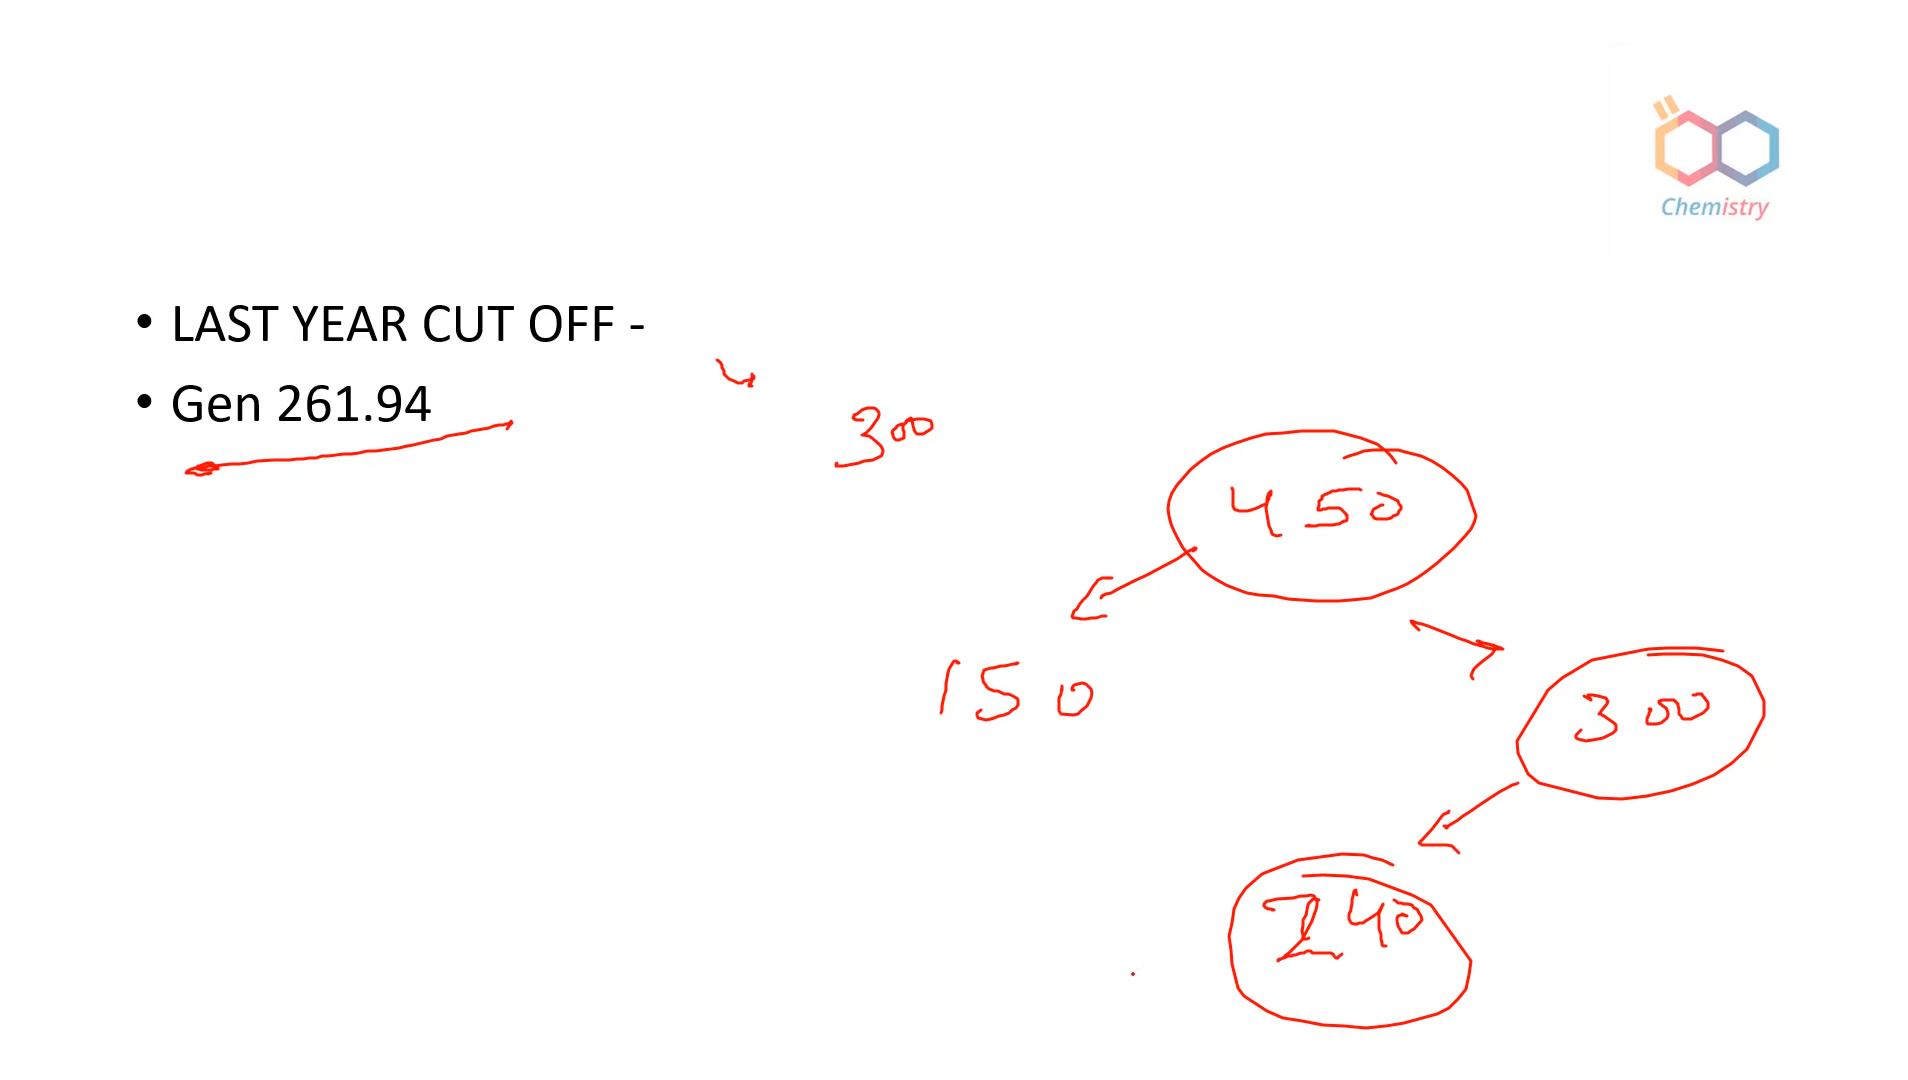 Chemistry
• LAST YEAR CUT OFF -
• Gen 261.94
300
450
150
300
240